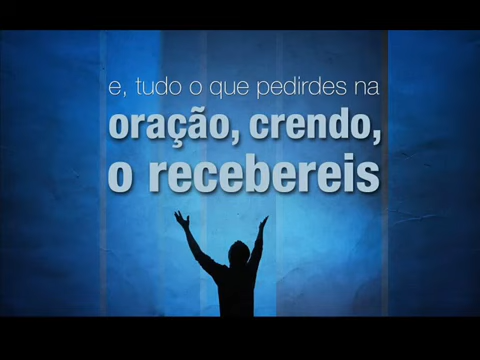 e, tudo o que pedirdes na
oração, crendo,
o recebereis